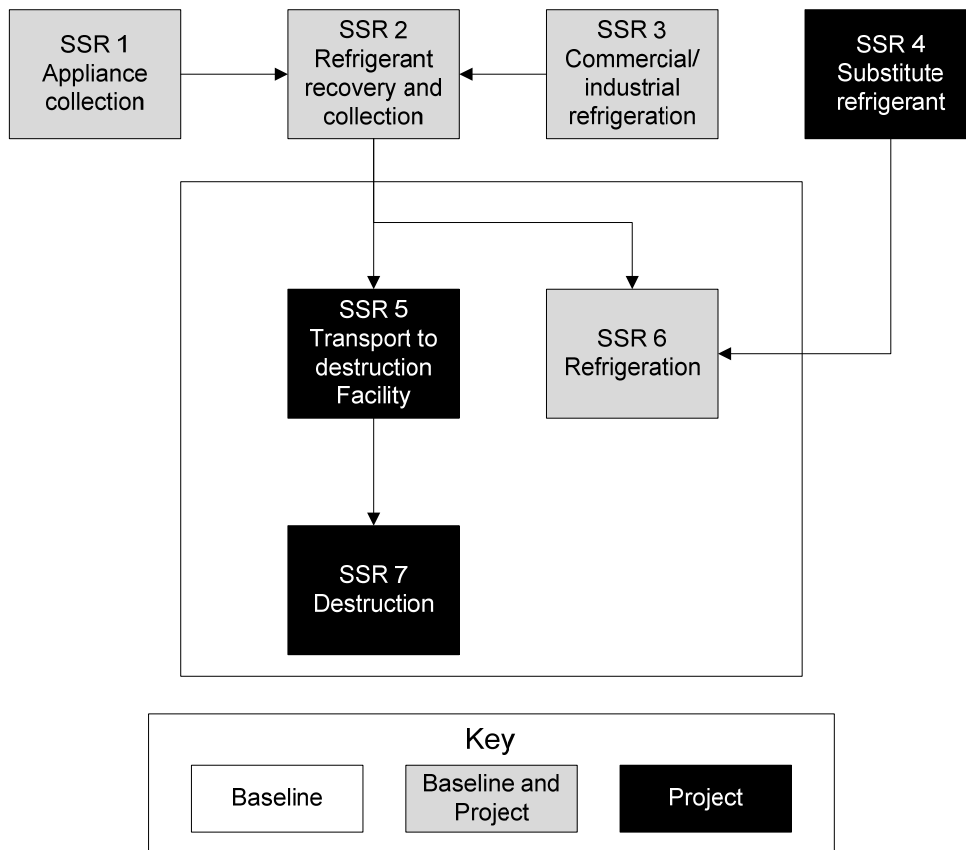 SSR 1
Appliance
collection
SSR 2
Refrigerant
recovery and
collection
SSR 3
Commercial/
industrial
refrigeration
SSR 4
Substitute
refrigerant
SSR 5
Transport to
destruction
Facility
SSR 6
Refrigeration
SSR 7
Destruction
Key
Baseline
Baseline and
Project
Project